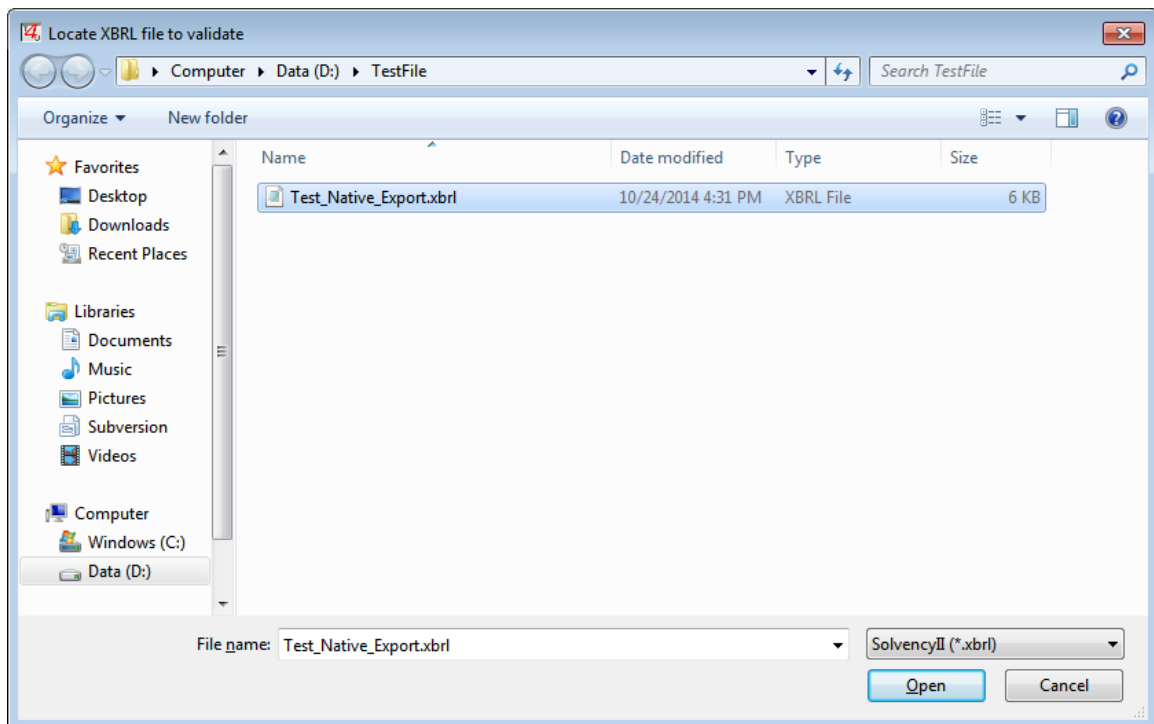 Locate XBRL file to validate
Computer Data (D:) TestFile
Search TestFile
Organize New folder
Name Date modified Type Size
Test_Native_Export.xbrl 10/24/2014 4:31 PM XBRL File 6 KB
Favorites
Desktop
Downloads
Recent Places
Libraries
Documents
Music
Pictures
Subversion
Videos
Computer
Windows (C:)
Data (D:)
File name: Test_Native_Export.xbrl SolvencyII (*.xbrl)
Open Cancel